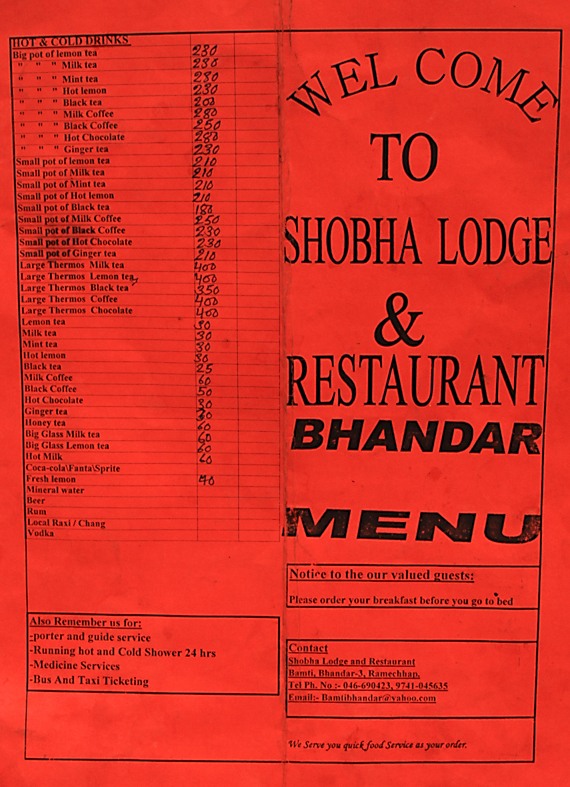 HOT & COLD DRINKS
Big pot of lemon tea 230
" " " Milk tea 230
" " " Mint tea 230
" " " Hot lemon 230
" " " Black tea 200
" " " Milk Coffee 280
" " " Black Coffee 250
" " " Hot Chocolate 280
" " " Ginger tea 230
Small pot of lemon tea 210
Small pot of Milk tea 210
Small pot of Mint tea 210
Small pot of Hot lemon 210
Small pot of Black tea 180
Small pot of Milk Coffee 250
Small pot of Black Coffee 230
Small pot of Hot Chocolate 230
Small pot of Ginger tea 210
Large Thermos Milk tea 400
Large Thermos Lemon tea 400
Large Thermos Black tea 350
Large Thermos Coffee 400
Large Thermos Chocolate 400
Lemon tea 30
Milk tea 30
Mint tea 30
Hot lemon 30
Black tea 25
Milk Coffee 60
Black Coffee 50
Hot Chocolate
Ginger tea 30
Honey tea 60
Big Glass Milk tea 60
Big Glass Lemon tea 60
Hot Milk 60
Coca-cola\Fanta\Sprite
Fresh lemon
Mineral water
Beer
Rum
Local Raxi / Chang
Vodka
Also Remember us for:
-porter and guide service
-Running hot and Cold Shower 24 hrs
-Medicine Services
-Bus And Taxi Ticketing
WEL COME
TO
SHOBHA LODGE
&
RESTAURANT
BHANDAR
MENU
Notice to the our valued guests:
Please order your breakfast before you go to bed
Contact
Shobha Lodge and Restaurant
Bamti, Bhandar-3, Ramechhap,
Tel Ph. No :- 046-690423, 9741-045635
Email:- Bamtibhandar@yahoo.com
We Serve you quick food Service as your order.